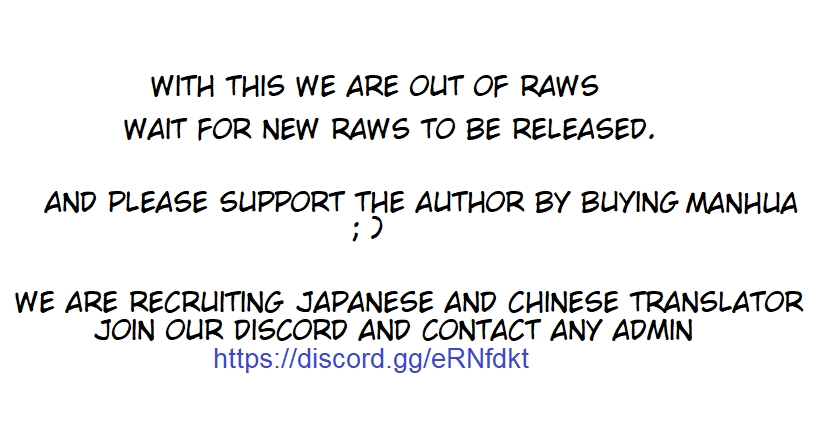 WITH THIS WE ARE OUT OF RAWS
WAIT FOR NEW RAWS TO BE RELEASED.
AND PLEASE SUPPORT THE AUTHOR BY BUYING MANHUA
; )
WE ARE RECRUITING JAPANESE AND CHINESE TRANSLATOR
JOIN OUR DISCORD AND CONTACT ANY ADMIN
https://discord.gg/eRNfdkt